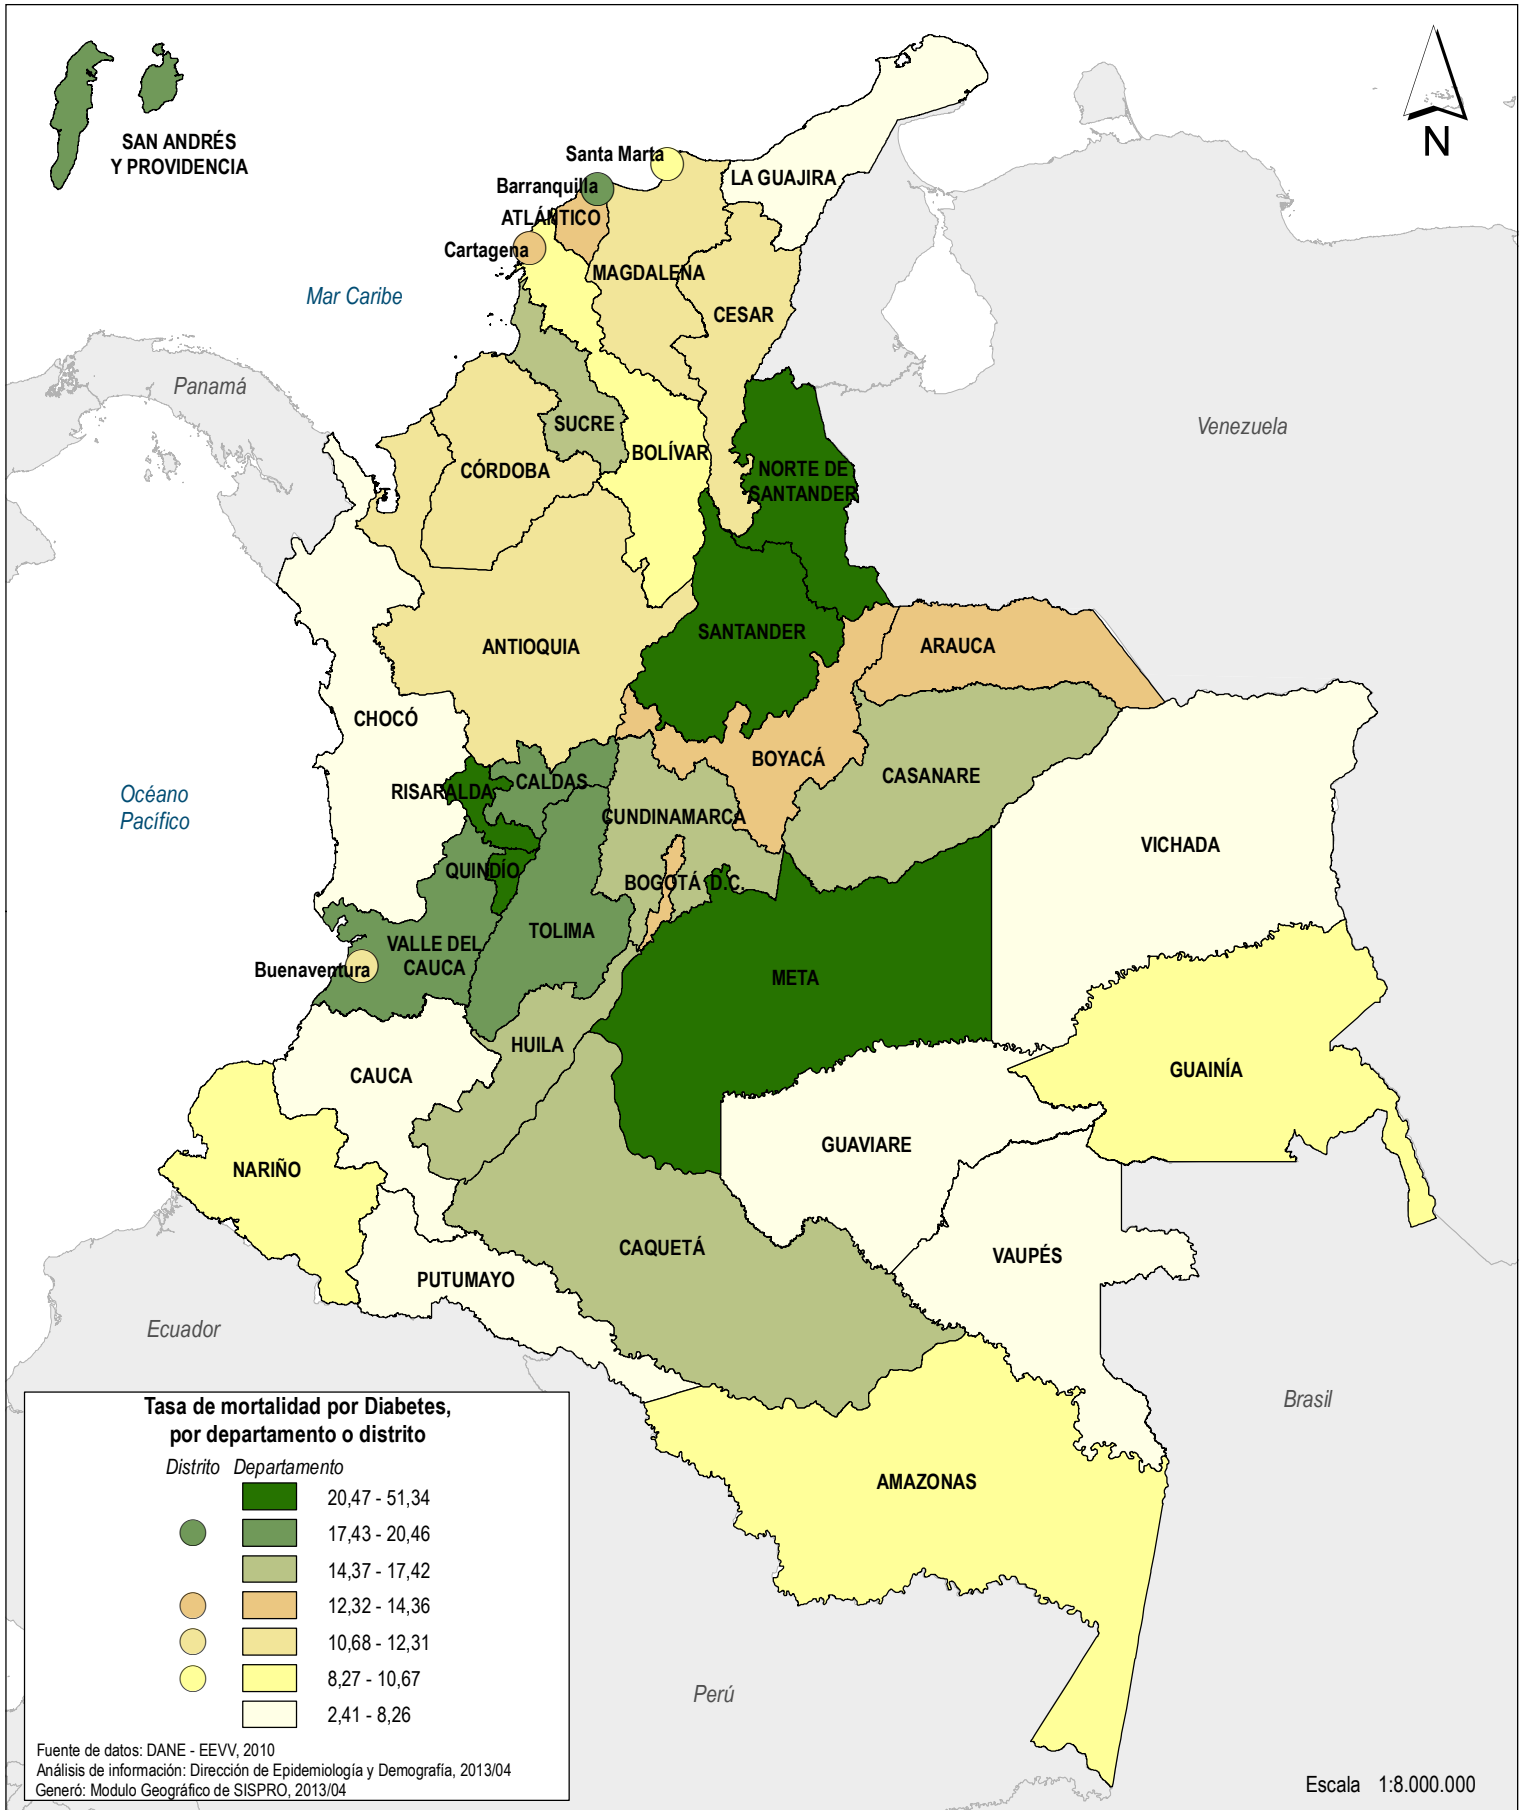 SAN ANDRÉS
Y PROVIDENCIA
N
Santa Marta
Barranquilla
LA GUAJIRA
ATLÁNTICO
Cartagena
MAGDALENA
Mar Caribe
CESAR
Panamá
Venezuela
SUCRE
BOLÍVAR
CÓRDOBA
NORTE DE
SANTANDER
SANTANDER
ANTIOQUIA
ARAUCA
CHOCÓ
BOYACÁ
CASANARE
RISARALDA
CALDAS
Océano
Pacífico
CUNDINAMARCA
VICHADA
QUINDÍO
BOGOTÁ D.C.
TOLIMA
VALLE DEL
CAUCA
Buenaventura
META
HUILA
CAUCA
GUAINÍA
GUAVIARE
NARIÑO
CAQUETÁ
VAUPÉS
PUTUMAYO
Ecuador
Brasil
AMAZONAS
Perú
Tasa de mortalidad por Diabetes,
por departamento o distrito
Distrito Departamento
20,47 - 51,34
17,43 - 20,46
14,37 - 17,42
12,32 - 14,36
10,68 - 12,31
8,27 - 10,67
2,41 - 8,26
Fuente de datos: DANE - EEVV, 2010
Análisis de información: Dirección de Epidemiología y Demografía, 2013/04
Generó: Modulo Geográfico de SISPRO, 2013/04
Escala 1:8.000.000